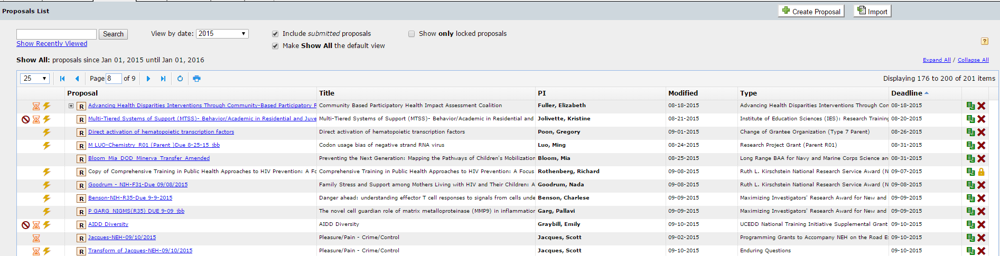 Proposals List Create Proposal Import
Search View by date: 2015 Include submitted proposals Show only locked proposals
Show Recently Viewed Make Show All the default view ?
Show All: proposals since Jan 01, 2015 until Jan 01, 2016 Expand All / Collapse All
25 Page 8 of 9 Displaying 176 to 200 of 201 items
Proposal Title PI Modified Type Deadline
R Advancing Health Disparities Interventions Through Community-Based Participatory R Community Based Participatory Health Impact Assessment Coalition Fuller, Elizabeth 08-18-2015 Advancing Health Disparities Interventions Through Con 08-18-2015
R Multi-Tiered Systems of Support (MTSS)- Behavior/Academic in Residential and Juve Multi-Tiered Systems of Support (MTSS)- Behavior/Academic in Residential and Jolivette, Kristine 08-21-2015 Institute of Education Sciences (IES): Research Training 08-20-2015
R Direct activation of hematopoietic transcription factors Direct activation of hematopoietic transcription factors Poon, Gregory 09-01-2015 Change of Grantee Organization (Type 7 Parent) 08-26-2015
R M LUO-Chemistry R01 (Parent )Due 8-25-15 jbb Codon usage bias of negative strand RNA virus Luo, Ming 08-24-2015 Research Project Grant (Parent R01) 08-31-2015
R Bloom_Mia_DOD_Minerva_Transfer_Amended Preventing the Next Generation: Mapping the Pathways of Children's Mobilization Bloom, Mia 08-25-2015 Long Range BAA for Navy and Marine Corps Science an 08-31-2015
R Copy of Comprehensive Training in Public Health Approaches to HIV Prevention: A Fo Comprehensive Training in Public Health Approaches to HIV Prevention: A Focus Rothenberg, Richard 09-08-2015 Ruth L. Kirschstein National Research Service Award (N 09-07-2015
R Goodrum - NIH-F31-Due 09/08/2015 Family Stress and Support among Mothers Living with HIV and Their Children: A Goodrum, Nada 09-08-2015 Ruth L. Kirschstein National Research Service Award (N 09-08-2015
R Benson-NIH-R35-Due 9-9-2015 Danger ahead: understanding effector T cell responses to signals from cells unde Benson, Charlese 09-09-2015 Maximizing Investigators' Research Award for New and 09-09-2015
R P GARG_NIGMS(R35) DUE 9-09_jbb The novel cell guardian role of matrix metalloproteinase (MMP9) in inflammation Garg, Pallavi 09-09-2015 Maximizing Investigators' Research Award for New and 09-09-2015
R AIDD Diversity AIDD Diversity Graybill, Emily 09-10-2015 UCEDD National Training Initiative Supplemental Grant 09-10-2015
R Jacques-NEH-09/10/2015 Pleasure/Pain - Crime/Control Jacques, Scott 09-02-2015 Programming Grants to Accompany NEH on the Road E 09-10-2015
R Transform of Jacques-NEH-09/10/2015 Pleasure/Pain - Crime/Control Jacques, Scott 09-10-2015 Enduring Questions 09-10-2015